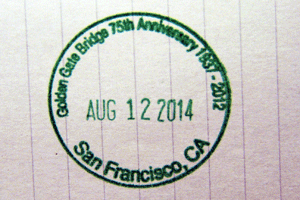 Golden Gate Bridge 75th Anniversary 1937 - 2012
AUG 12 2014
San Francisco, CA